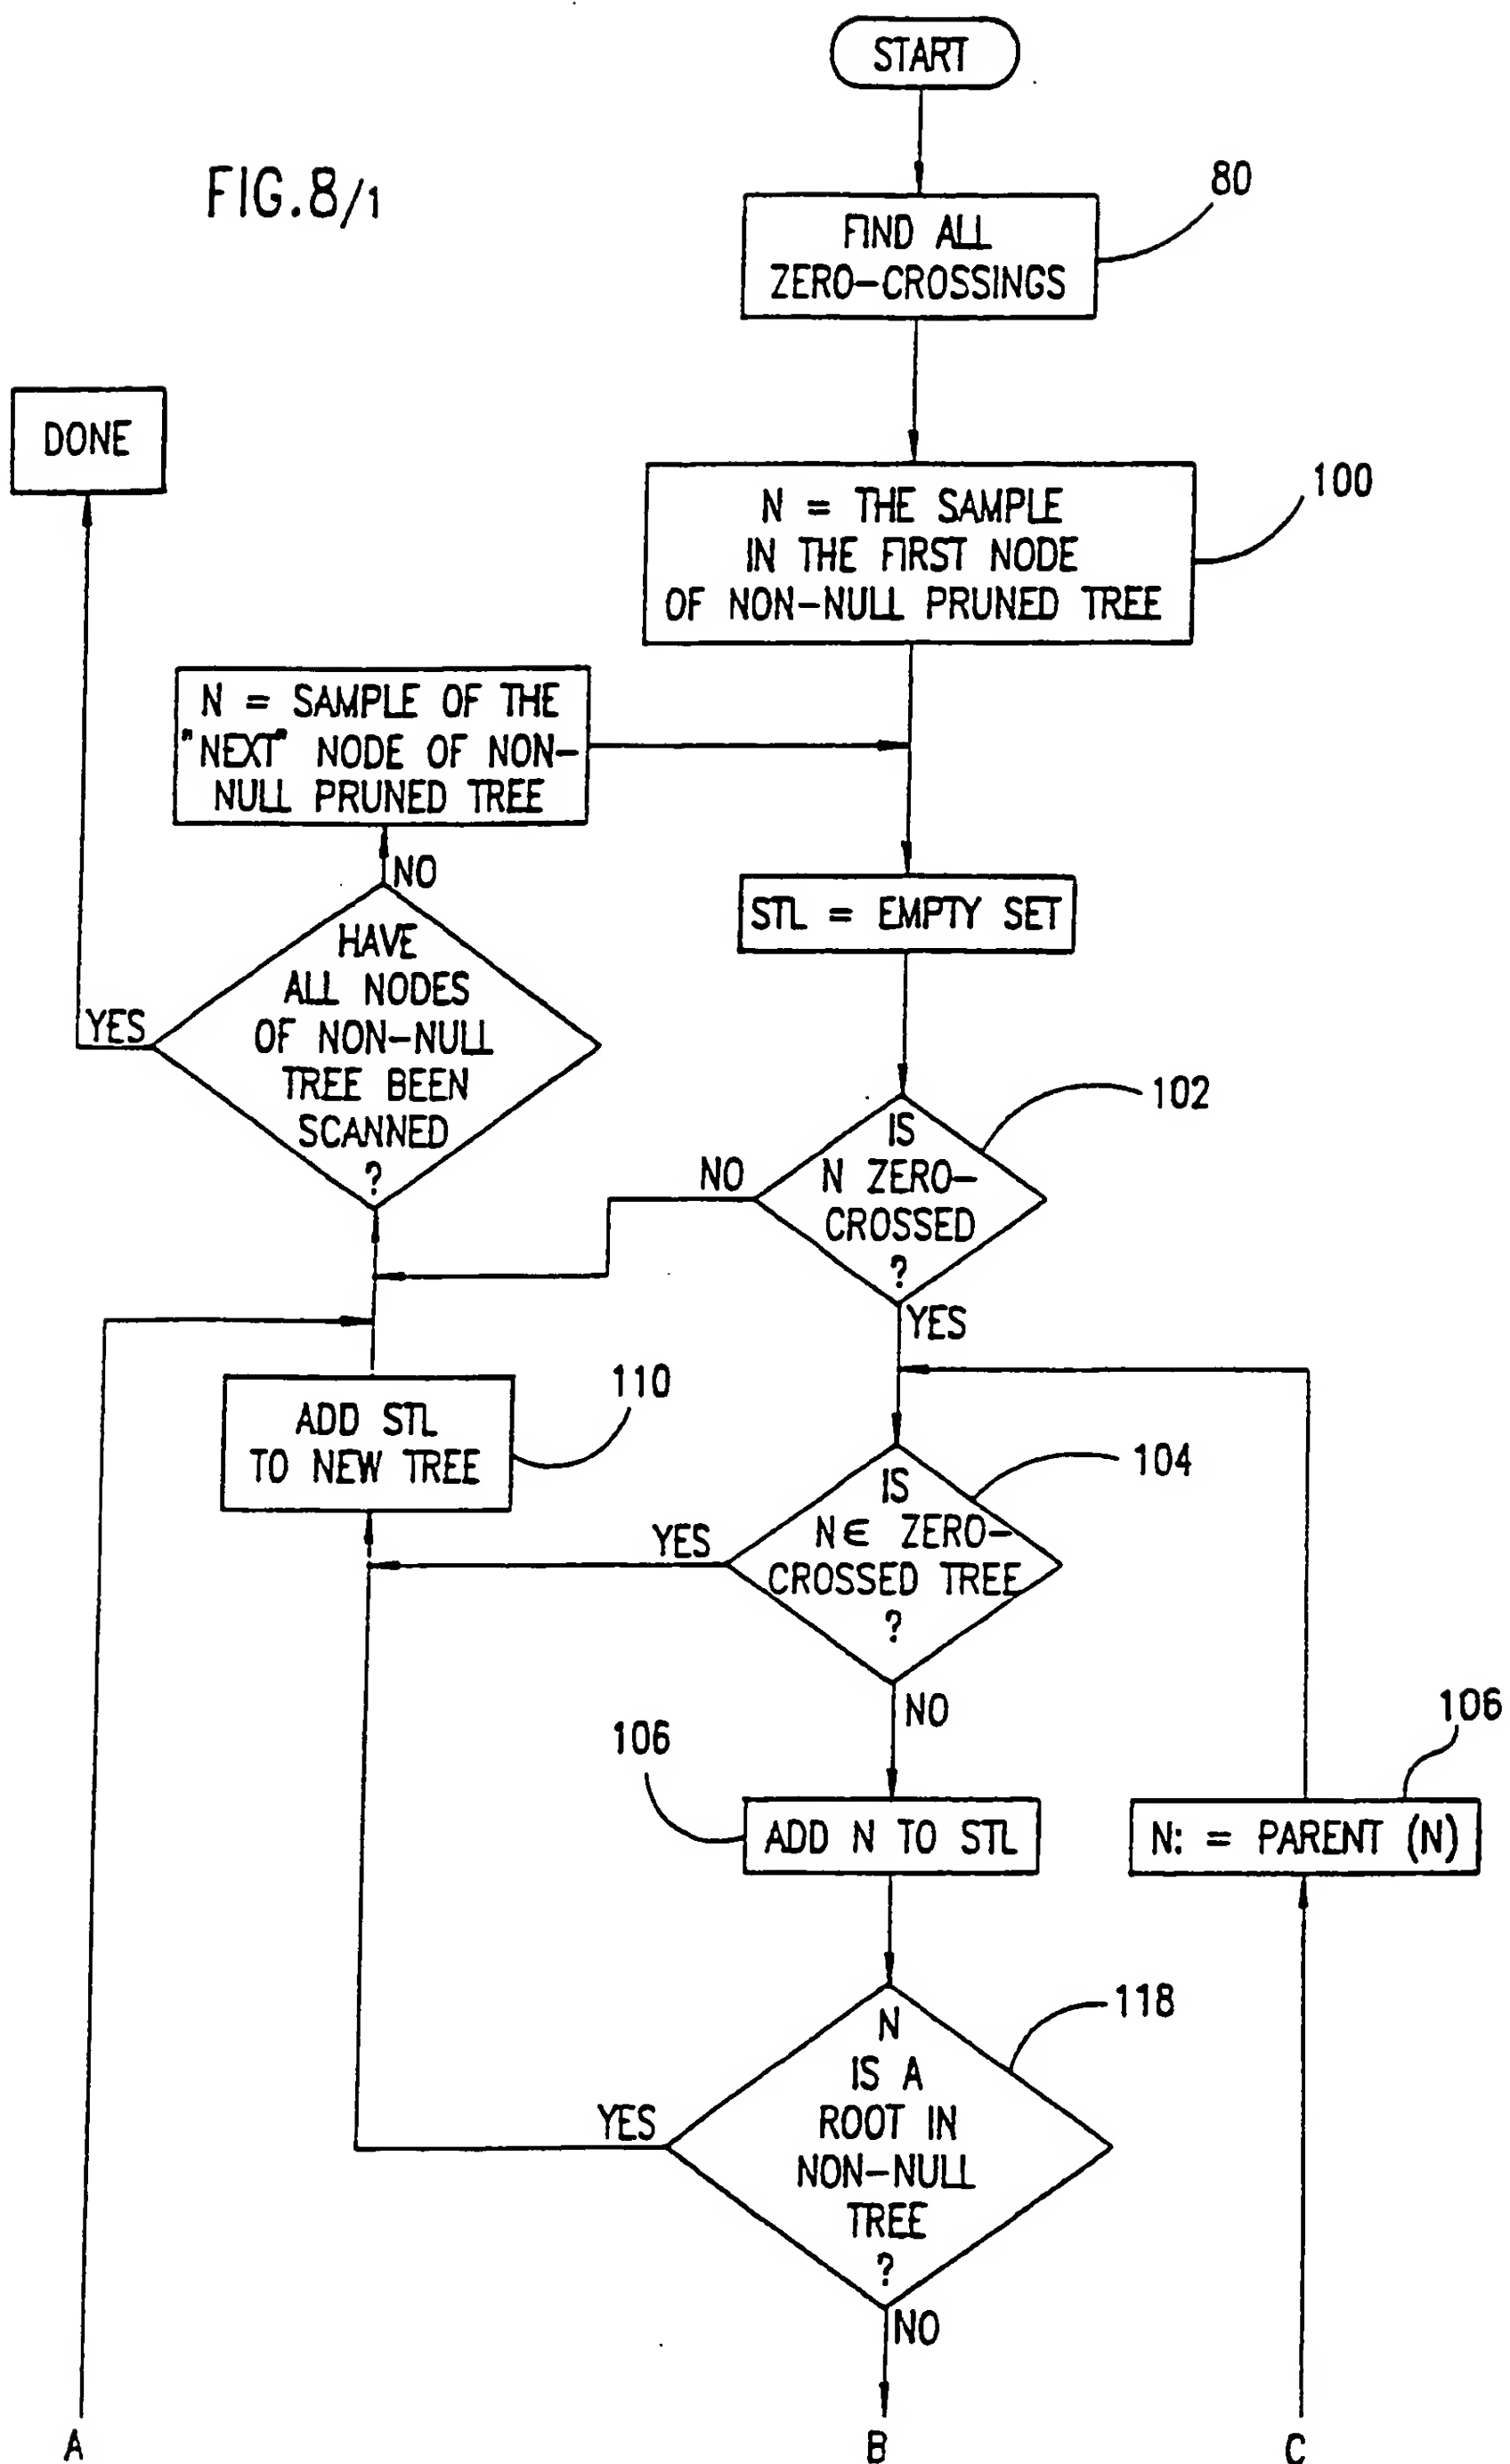 START
FIG.8/1
80
FIND ALL
ZERO-CROSSINGS
DONE
100
N = THE SAMPLE
IN THE FIRST NODE
OF NON-NULL PRUNED TREE
N = SAMPLE OF THE
"NEXT" NODE OF NON-
NULL PRUNED TREE
NO
STL = EMPTY SET
HAVE
ALL NODES
OF NON-NULL
TREE BEEN
SCANNED
?
YES
102
IS
N ZERO-
CROSSED
?
NO
YES
110
ADD STL
TO NEW TREE
104
IS
N∈ ZERO-
CROSSED TREE
?
YES
NO
106
ADD N TO STL
106
N: = PARENT (N)
118
N
IS A
ROOT IN
NON-NULL
TREE
?
YES
NO
A
B
C